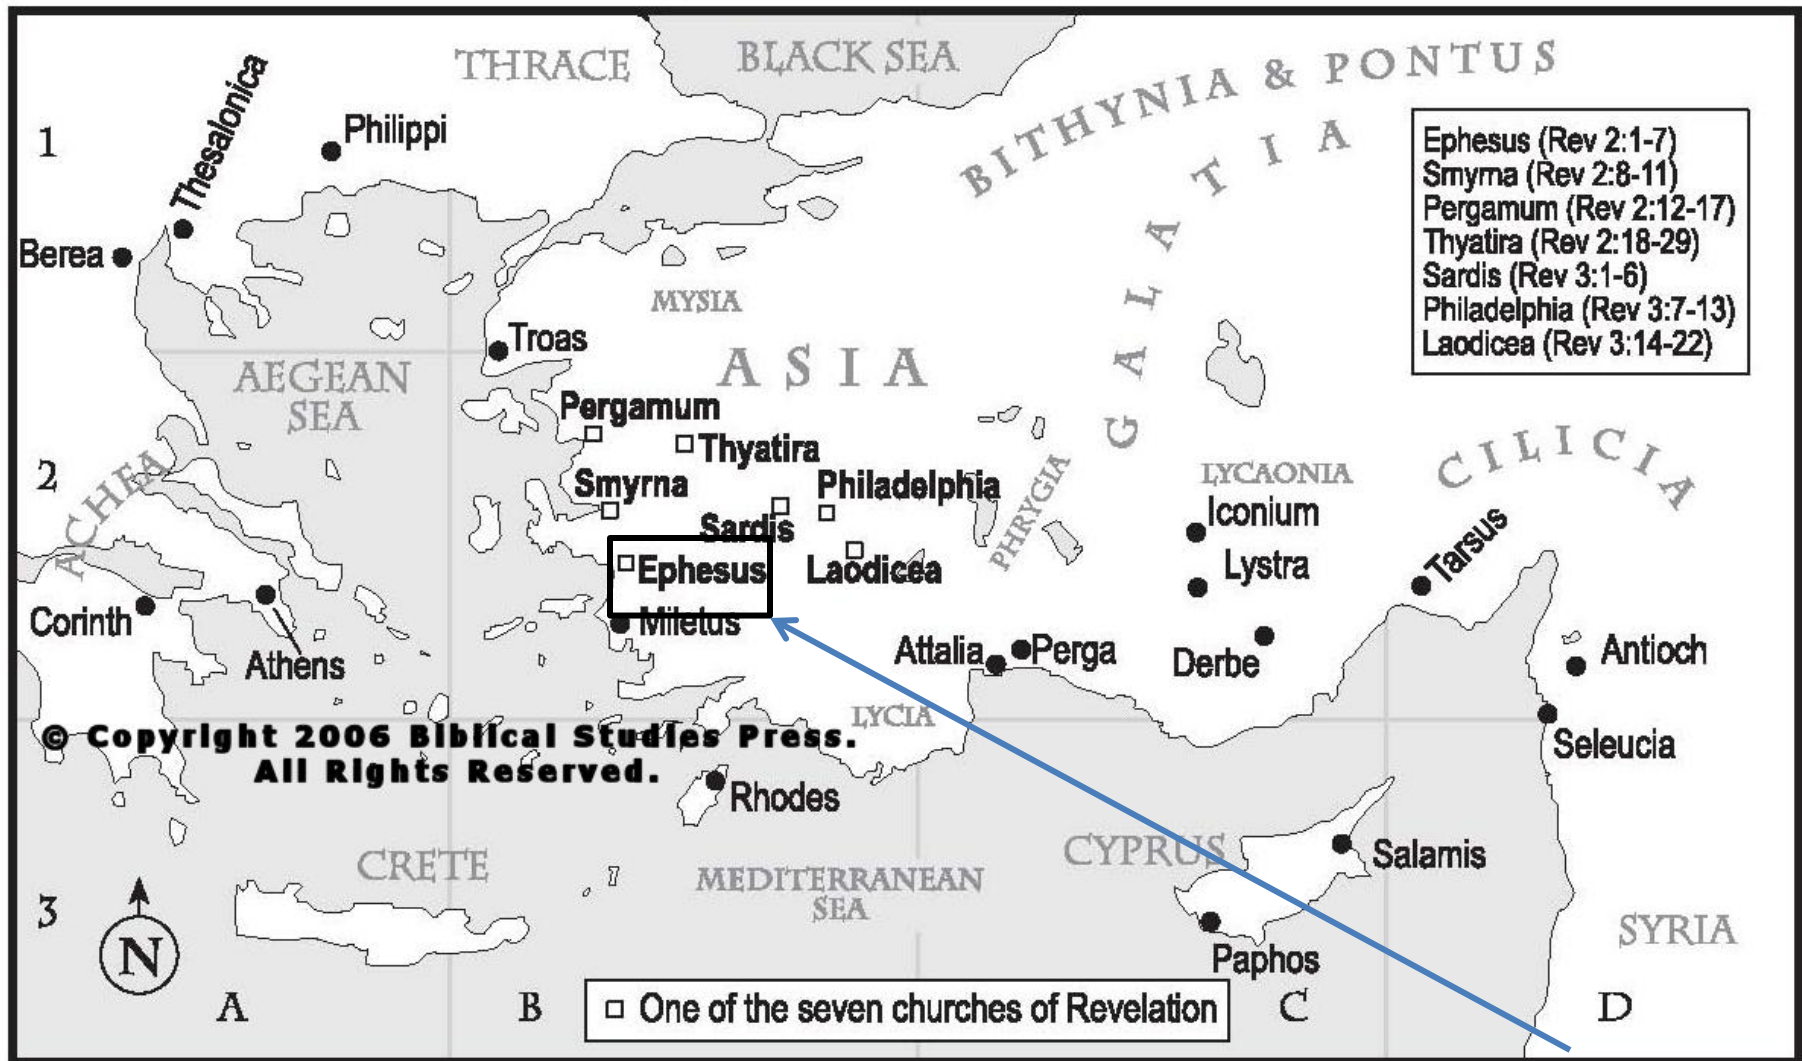 THRACE
BLACK SEA
BITHYNIA & PONTUS
GALATIA
1
Thesalonica
Philippi
Berea
Ephesus (Rev 2:1-7)
Smyrna (Rev 2:8-11)
Pergamum (Rev 2:12-17)
Thyatira (Rev 2:18-29)
Sardis (Rev 3:1-6)
Philadelphia (Rev 3:7-13)
Laodicea (Rev 3:14-22)
MYSIA
Troas
AEGEAN
SEA
ASIA
Pergamum
Thyatira
2
ACHEA
Smyrna
Philadelphia
Sardis
PHRYGIA
LYCAONIA
CILICIA
Iconium
Ephesus
Laodicea
Lystra
Tarsus
Corinth
Athens
Miletus
Attalia
Perga
Derbe
Antioch
LYCIA
© Copyright 2006 Biblical Studies Press.
All Rights Reserved.
Seleucia
Rhodes
CRETE
MEDITERRANEAN
SEA
CYPRUS
Salamis
3
N
Paphos
SYRIA
A
B
One of the seven churches of Revelation
C
D